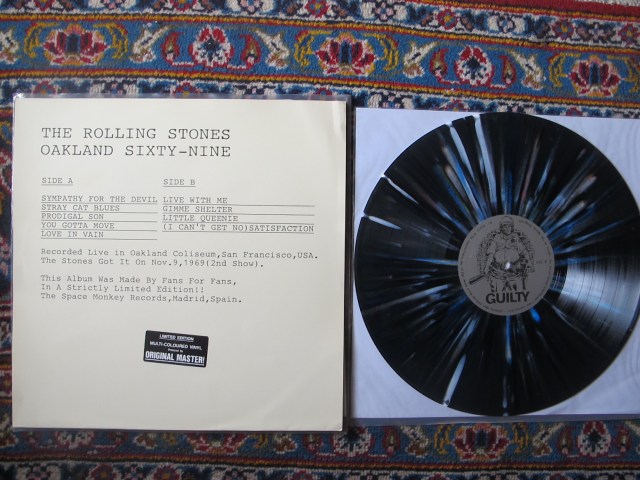 THE ROLLING STONES
OAKLAND SIXTY-NINE
SIDE A
SIDE B
SYMPATHY FOR THE DEVIL
STRAY CAT BLUES
PRODIGAL SON
YOU GOTTA MOVE
LOVE IN VAIN
LIVE WITH ME
GIMME SHELTER
LITTLE QUEENIE
(I CAN'T GET NO)SATISFACTION
Recorded Live in Oakland Coliseum,San Francisco,USA.
The Stones Got It On Nov.9,1969(2nd Show).
This Album Was Made By Fans For Fans,
In A Strictly Limited Edition!!
The Space Monkey Records,Madrid,Spain.
LIMITED EDITION
MULTI-COLOURED VINYL
ORIGINAL MASTER!
GUILTY